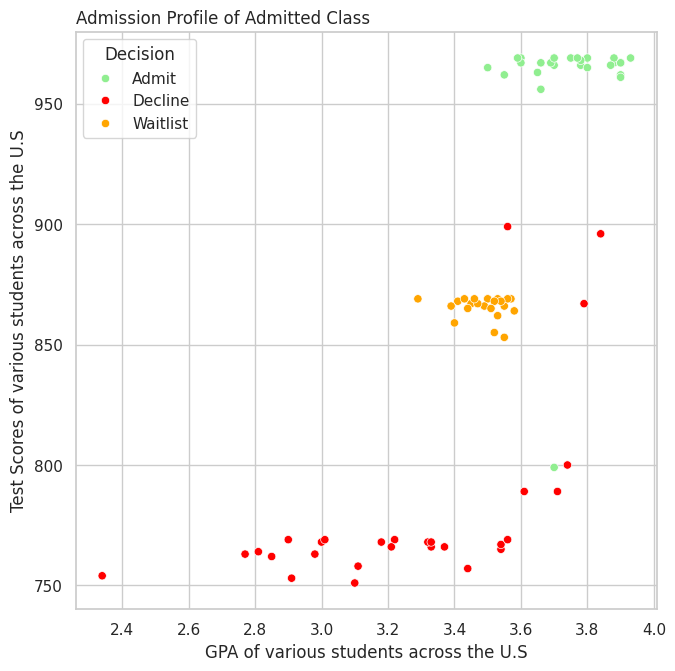 Admission Profile of Admitted Class
Decision
Admit
Decline
Waitlist
Test Scores of various students across the U.S
950
900
850
800
750
2.4 2.6 2.8 3.0 3.2 3.4 3.6 3.8 4.0
GPA of various students across the U.S